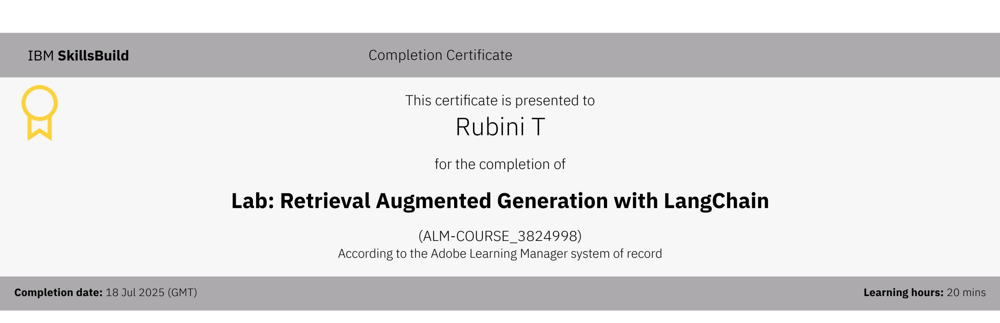 IBM SkillsBuild
Completion Certificate
This certificate is presented to
Rubini T
for the completion of
Lab: Retrieval Augmented Generation with LangChain
(ALM-COURSE_3824998)
According to the Adobe Learning Manager system of record
Completion date: 18 Jul 2025 (GMT)
Learning hours: 20 mins